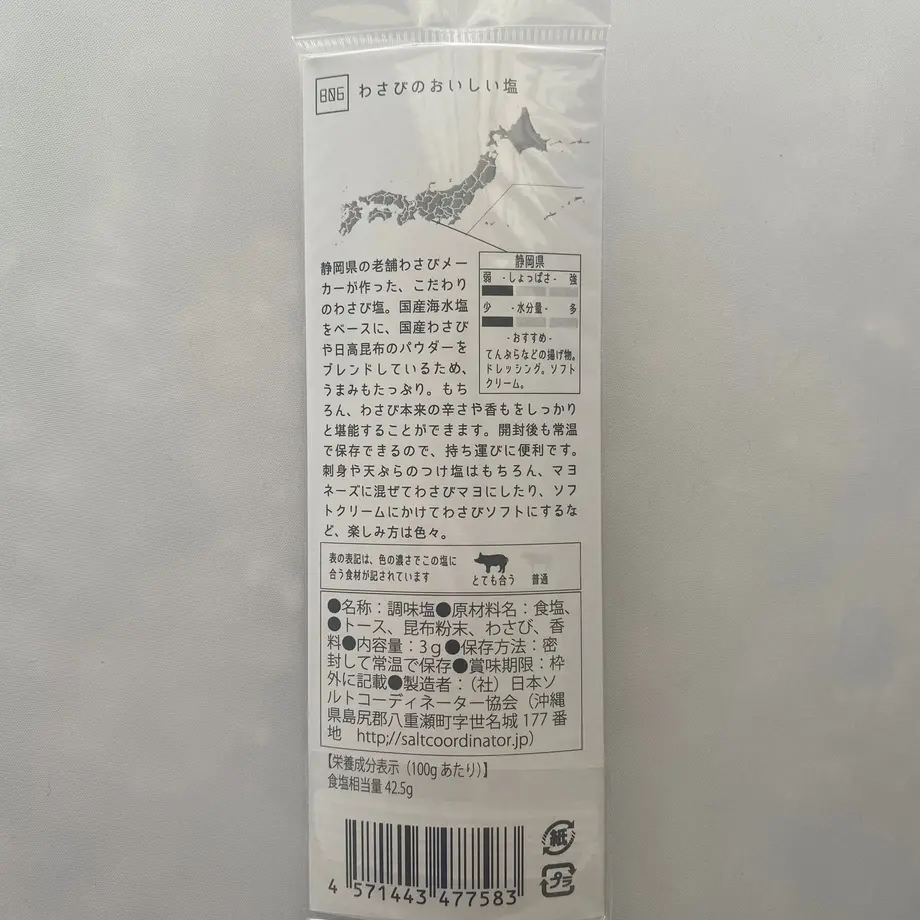 806 わさびのおいしい塩
静岡県
弱 -しょっぱさ- 強
少 -水分量- 多
-おすすめ-
てんぷらなどの揚げ物。
ドレッシング。ソフト
クリーム。
静岡県の老舗わさびメー
カーが作った、こだわり
のわさび塩。国産海水塩
をベースに、国産わさび
や日高昆布のパウダーを
ブレンドしているため、
うまみもたっぷり。もち
ろん、わさび本来の辛さや香もをしっかり
と堪能することができます。開封後も常温
で保存できるので、持ち運びに便利です。
刺身や天ぷらのつけ塩はもちろん、マヨ
ネーズに混ぜてわさびマヨにしたり、ソフ
トクリームにかけてわさびソフトにするな
ど、楽しみ方は色々。
表の表記は、色の濃さでこの塩に
合う食材が記されています
とても合う 普通
●名称：調味塩●原材料名：食塩、
●トース、昆布粉末、わさび、香
料●内容量：3g●保存方法：密
封して常温で保存●賞味期限：枠
外に記載●製造者：（社）日本ソ
ルトコーディネーター協会（沖縄
県島尻郡八重瀬町字世名城 177 番
地 http://saltcoordinator.jp）
【栄養成分表示（100gあたり）】
食塩相当量 42.5g
4 571443 477583
紙
プラ